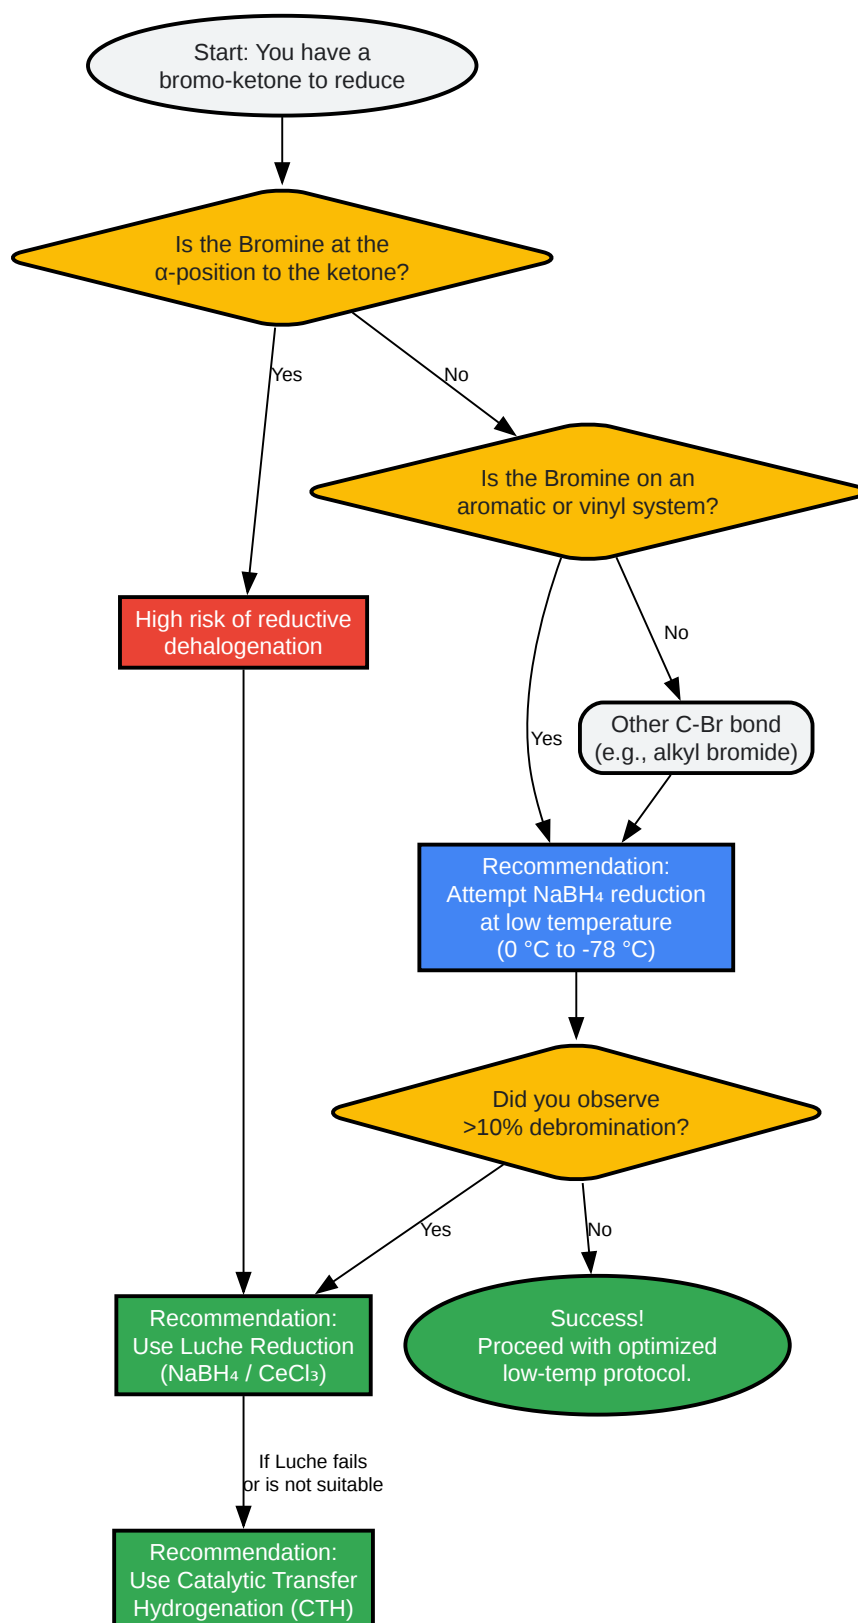 Start: You have a
bromo-ketone to reduce
Is the Bromine at the
α-position to the ketone?
Yes
No
Is the Bromine on an
aromatic or vinyl system?
High risk of reductive
dehalogenation
No
Yes
Other C-Br bond
(e.g., alkyl bromide)
Recommendation:
Attempt NaBH₄ reduction
at low temperature
(0 °C to -78 °C)
Did you observe
>10% debromination?
Yes
No
Recommendation:
Use Luche Reduction
(NaBH₄ / CeCl₃)
Success!
Proceed with optimized
low-temp protocol.
If Luche fails
or is not suitable
Recommendation:
Use Catalytic Transfer
Hydrogenation (CTH)